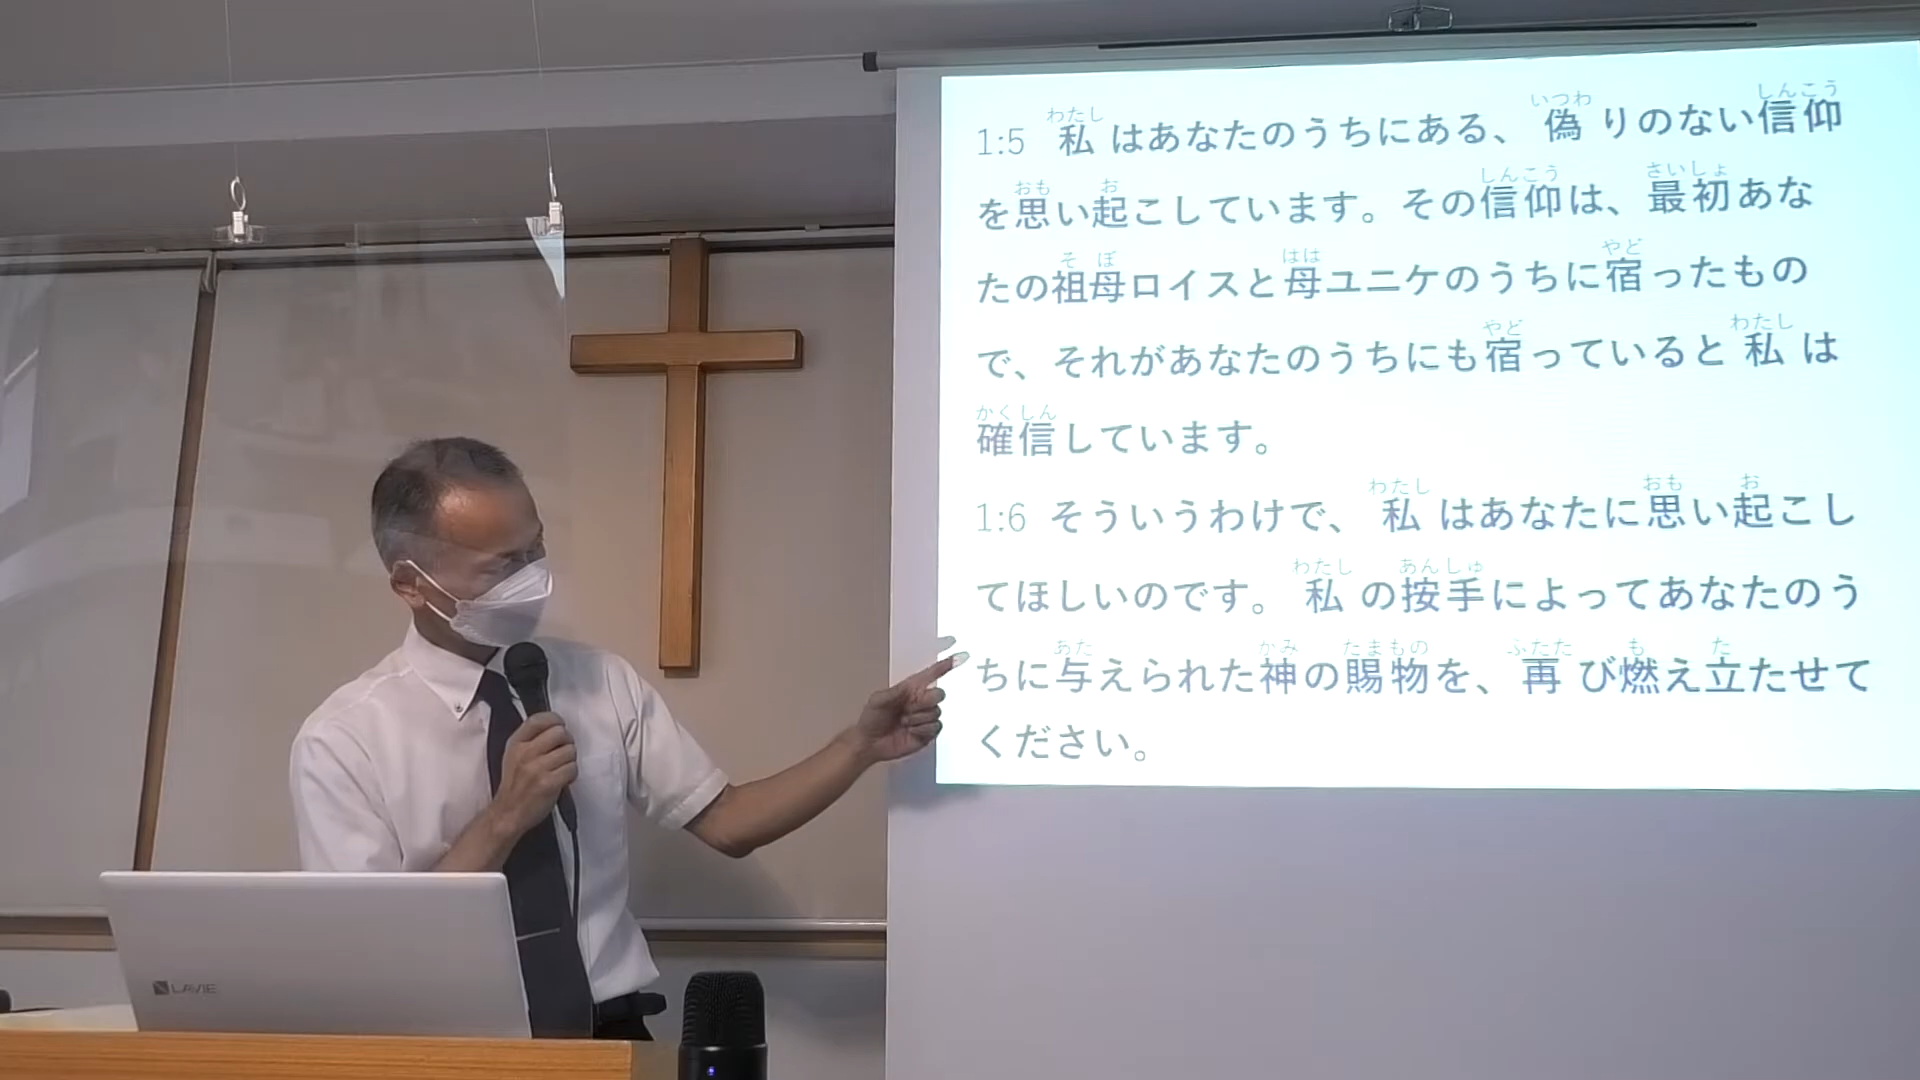 1:5 私はあなたのうちにある、偽りのない信仰
を思い起こしています。その信仰は、最初あな
たの祖母ロイスと母ユニケのうちに宿ったもの
で、それがあなたのうちにも宿っていると私は
確信しています。
1:6 そういうわけで、私はあなたに思い起こし
てほしいのです。私の按手によってあなたのう
ちに与えられた神の賜物を、再び燃え立たせて
ください。
LAVIE